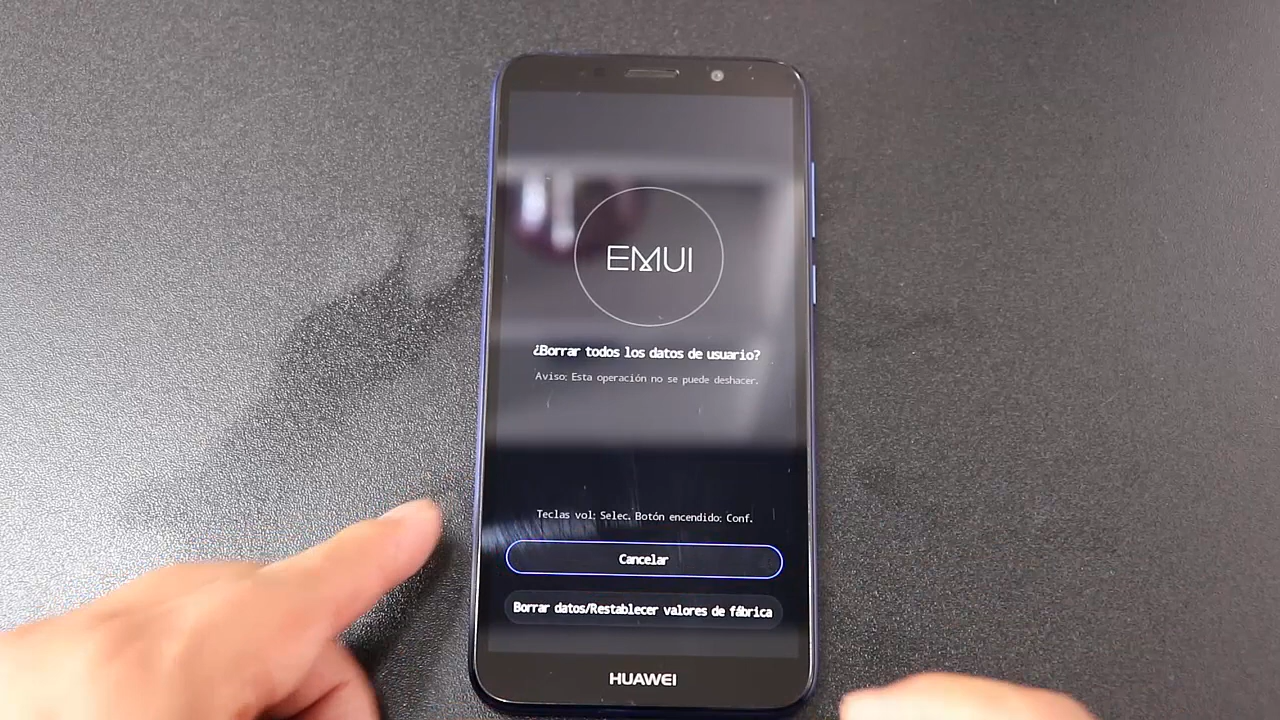 EMUI
¿Borrar todos los datos de usuario?
Aviso: Esta operación no se puede deshacer.
Teclas vol: Selec. Botón encendido: Conf.
Cancelar
Borrar datos/Restablecer valores de fábrica
HUAWEI